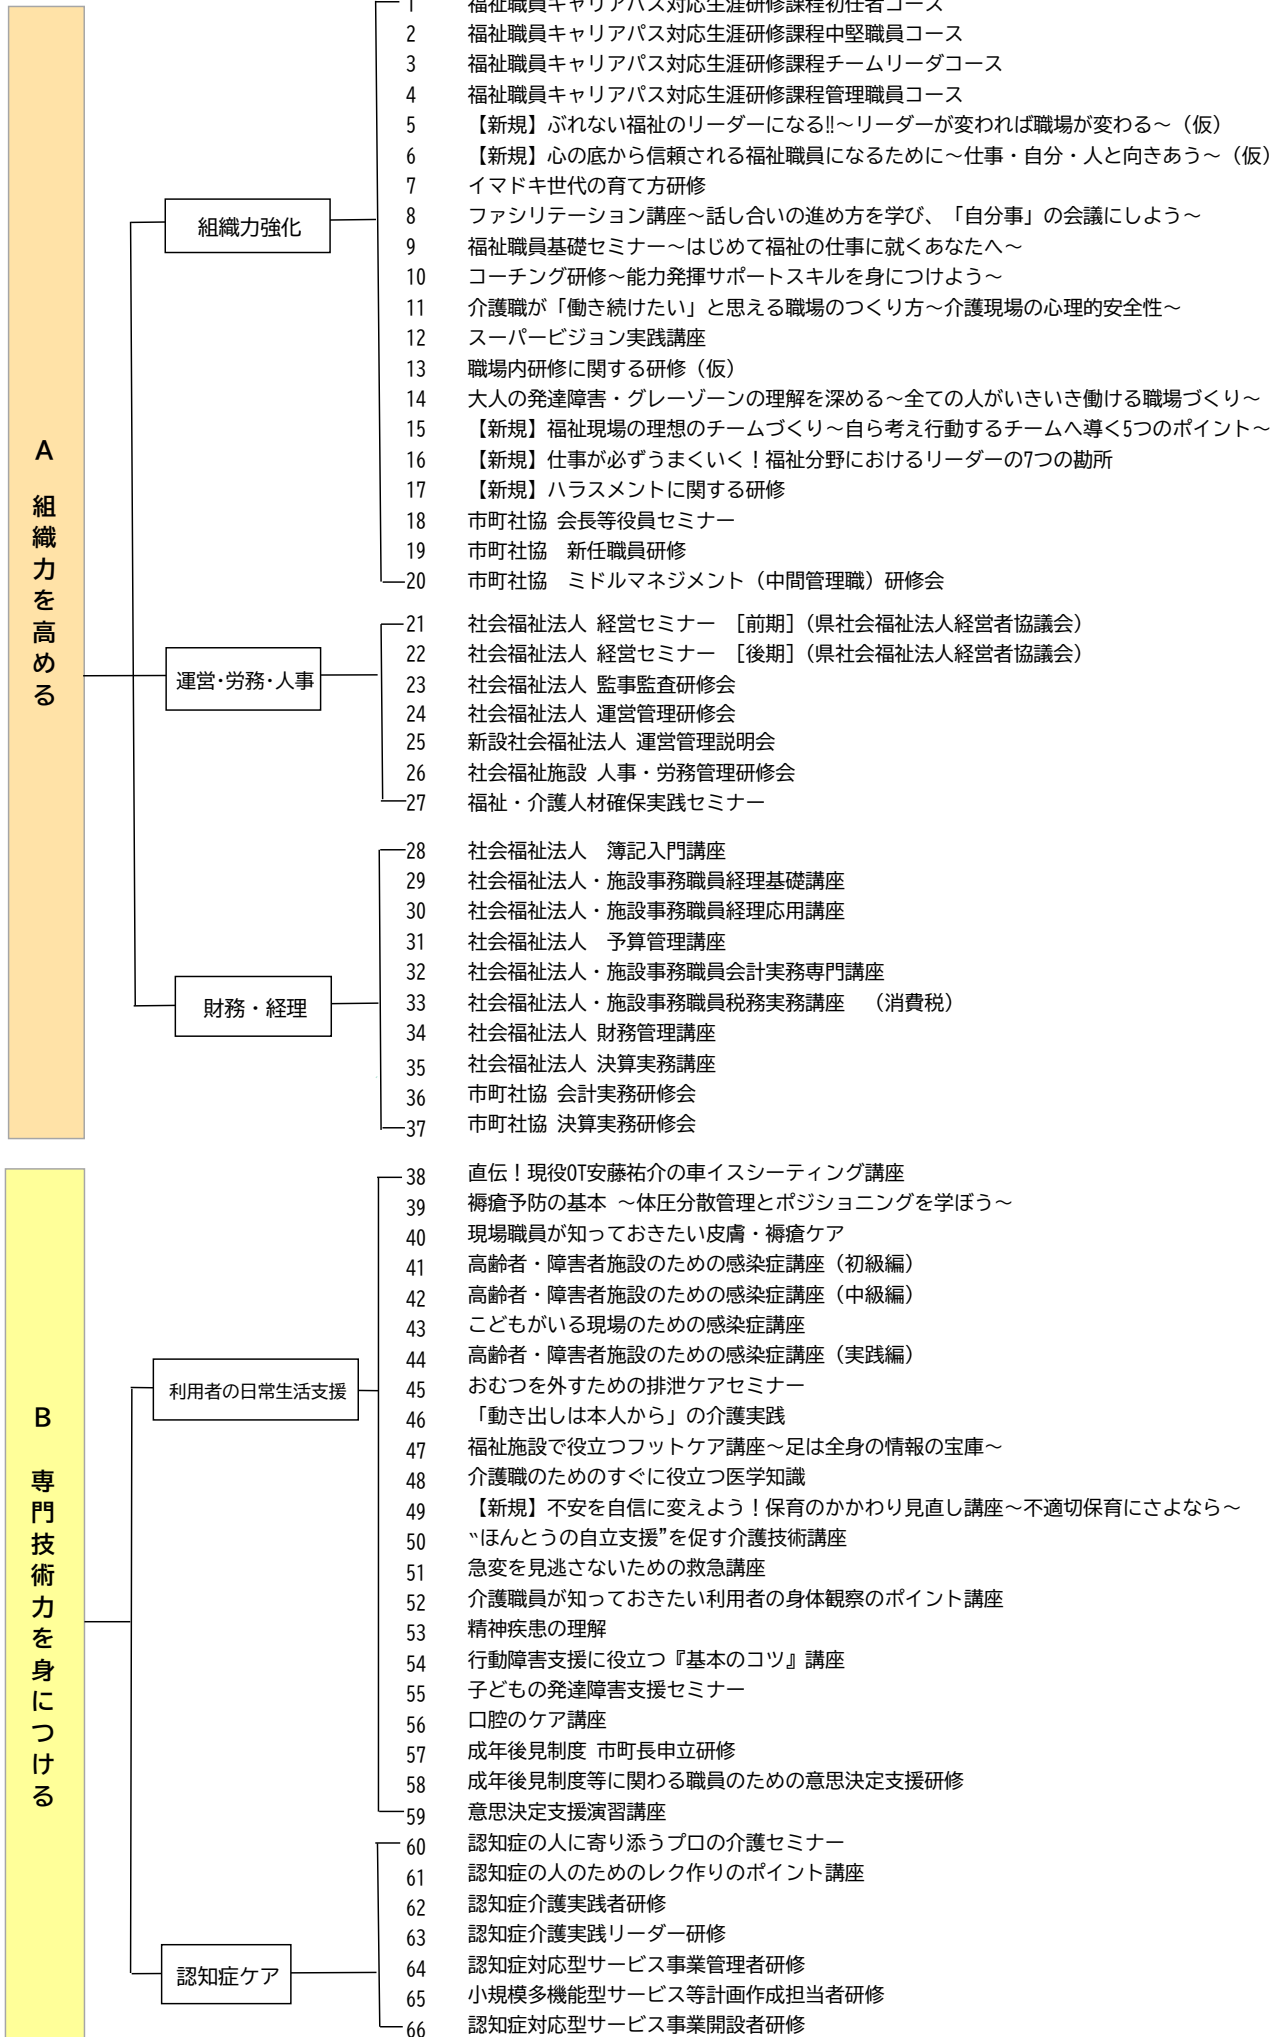 A 組織力を高める
組織力強化
1 福祉職員キャリアパス対応生涯研修課程初任者コース
2 福祉職員キャリアパス対応生涯研修課程中堅職員コース
3 福祉職員キャリアパス対応生涯研修課程チームリーダコース
4 福祉職員キャリアパス対応生涯研修課程管理職員コース
5 【新規】ぶれない福祉のリーダーになる‼～リーダーが変われば職場が変わる～（仮）
6 【新規】心の底から信頼される福祉職員になるために～仕事・自分・人と向きあう～（仮）
7 イマドキ世代の育て方研修
8 ファシリテーション講座～話し合いの進め方を学び、「自分事」の会議にしよう～
9 福祉職員基礎セミナー～はじめて福祉の仕事に就くあなたへ～
10 コーチング研修～能力発揮サポートスキルを身につけよう～
11 介護職が「働き続けたい」と思える職場のつくり方～介護現場の心理的安全性～
12 スーパービジョン実践講座
13 職場内研修に関する研修（仮）
14 大人の発達障害・グレーゾーンの理解を深める～全ての人がいきいき働ける職場づくり～
15 【新規】福祉現場の理想のチームづくり～自ら考え行動するチームへ導く5つのポイント～
16 【新規】仕事が必ずうまくいく！福祉分野におけるリーダーの7つの勘所
17 【新規】ハラスメントに関する研修
18 市町社協 会長等役員セミナー
19 市町社協　新任職員研修
20 市町社協　ミドルマネジメント（中間管理職）研修会
運営・労務・人事
21 社会福祉法人 経営セミナー ［前期］（県社会福祉法人経営者協議会）
22 社会福祉法人 経営セミナー ［後期］（県社会福祉法人経営者協議会）
23 社会福祉法人 監事監査研修会
24 社会福祉法人 運営管理研修会
25 新設社会福祉法人 運営管理説明会
26 社会福祉施設 人事・労務管理研修会
27 福祉・介護人材確保実践セミナー
財務・経理
28 社会福祉法人　簿記入門講座
29 社会福祉法人・施設事務職員経理基礎講座
30 社会福祉法人・施設事務職員経理応用講座
31 社会福祉法人　予算管理講座
32 社会福祉法人・施設事務職員会計実務専門講座
33 社会福祉法人・施設事務職員税務実務講座　（消費税）
34 社会福祉法人 財務管理講座
35 社会福祉法人 決算実務講座
36 市町社協 会計実務研修会
37 市町社協 決算実務研修会
B 専門技術力を身につける
利用者の日常生活支援
38 直伝！現役OT安藤祐介の車イスシーティング講座
39 褥瘡予防の基本 ～体圧分散管理とポジショニングを学ぼう～
40 現場職員が知っておきたい皮膚・褥瘡ケア
41 高齢者・障害者施設のための感染症講座（初級編）
42 高齢者・障害者施設のための感染症講座（中級編）
43 こどもがいる現場のための感染症講座
44 高齢者・障害者施設のための感染症講座（実践編）
45 おむつを外すための排泄ケアセミナー
46 「動き出しは本人から」の介護実践
47 福祉施設で役立つフットケア講座～足は全身の情報の宝庫～
48 介護職のためのすぐに役立つ医学知識
49 【新規】不安を自信に変えよう！保育のかかわり見直し講座～不適切保育にさよなら～
50 〝ほんとうの自立支援”を促す介護技術講座
51 急変を見逃さないための救急講座
52 介護職員が知っておきたい利用者の身体観察のポイント講座
53 精神疾患の理解
54 行動障害支援に役立つ『基本のコツ』講座
55 子どもの発達障害支援セミナー
56 口腔のケア講座
57 成年後見制度 市町長申立研修
58 成年後見制度等に関わる職員のための意思決定支援研修
59 意思決定支援演習講座
認知症ケア
60 認知症の人に寄り添うプロの介護セミナー
61 認知症の人のためのレク作りのポイント講座
62 認知症介護実践者研修
63 認知症介護実践リーダー研修
64 認知症対応型サービス事業管理者研修
65 小規模多機能型サービス等計画作成担当者研修
66 認知症対応型サービス事業開設者研修